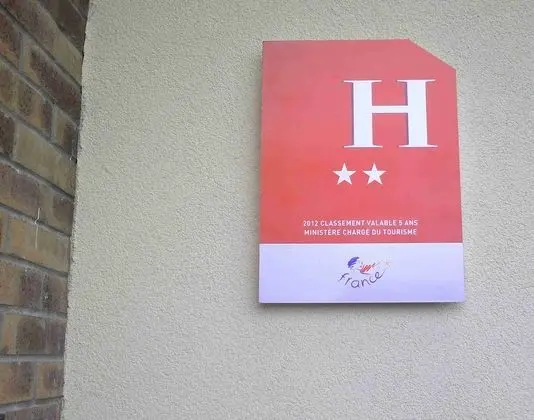 H
2012 CLASSEMENT VALABLE 5 ANS
MINISTÈRE CHARGÉ DU TOURISME
france